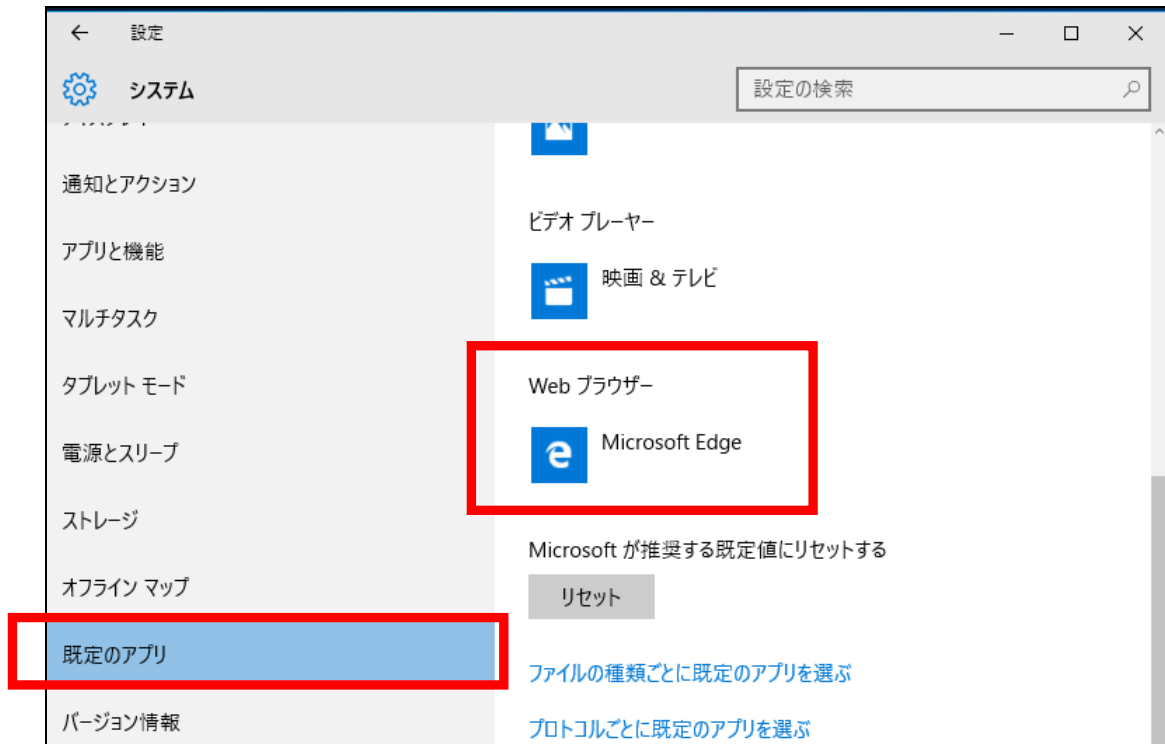 設定
システム
設定の検索
通知とアクション
アプリと機能
マルチタスク
タブレット モード
電源とスリープ
ストレージ
オフライン マップ
既定のアプリ
バージョン情報
ビデオ プレーヤー
映画 & テレビ
Web ブラウザー
Microsoft Edge
Microsoft が推奨する既定値にリセットする
リセット
ファイルの種類ごとに既定のアプリを選ぶ
プロトコルごとに既定のアプリを選ぶ